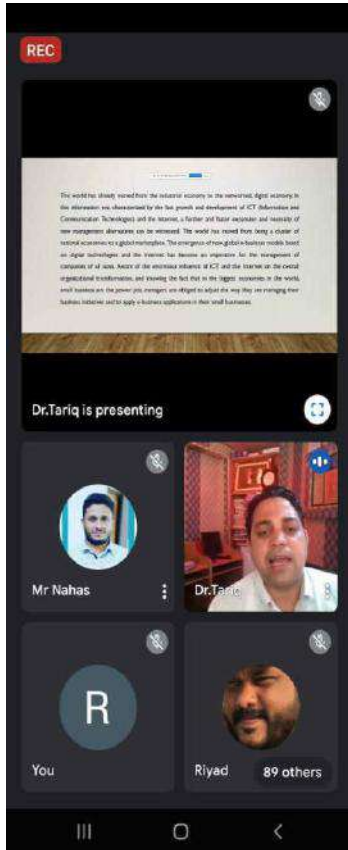 REC
The world has already moved from the industrial economy to the networked, digital economy. In
this information era characterized by the fast growth and development of ICT (Information and
Communication Technologies) and the Internet, a further and faster expansion and necessity of
new management alternatives can be witnessed. The world has moved from being a cluster of
national economies to a global marketplace. The emergence of new, global e-business models based
on digital technologies and the Internet has become an imperative for the management of
companies of all sizes. Aware of the enormous influence of ICT and the Internet on the overall
organizational transformation, and knowing the fact that in the biggest economies in the world,
small business are the power pits, managers are obliged to adjust the way they are managing their
business initiatives and to apply e-business applications in their small businesses.
Dr.Tariq is presenting
Mr Nahas
Dr.Tariq
R
You
Riyad
89 others